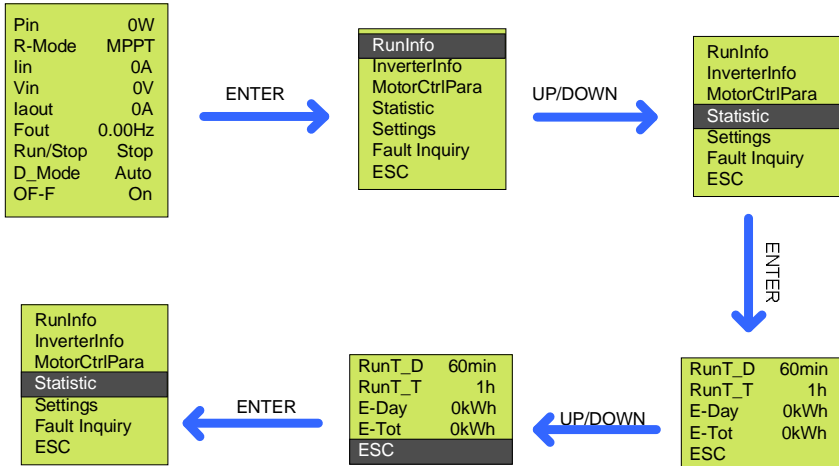 Pin 0W
R-Mode MPPT
Iin 0A
Vin 0V
Iaout 0A
Fout 0.00Hz
Run/Stop Stop
D_Mode Auto
OF-F On
ENTER
RunInfo
InverterInfo
MotorCtrlPara
Statistic
Settings
Fault Inquiry
ESC
UP/DOWN
RunInfo
InverterInfo
MotorCtrlPara
Statistic
Settings
Fault Inquiry
ESC
ENTER
RunT_D 60min
RunT_T 1h
E-Day 0kWh
E-Tot 0kWh
ESC
UP/DOWN
RunT_D 60min
RunT_T 1h
E-Day 0kWh
E-Tot 0kWh
ESC
ENTER
RunInfo
InverterInfo
MotorCtrlPara
Statistic
Settings
Fault Inquiry
ESC